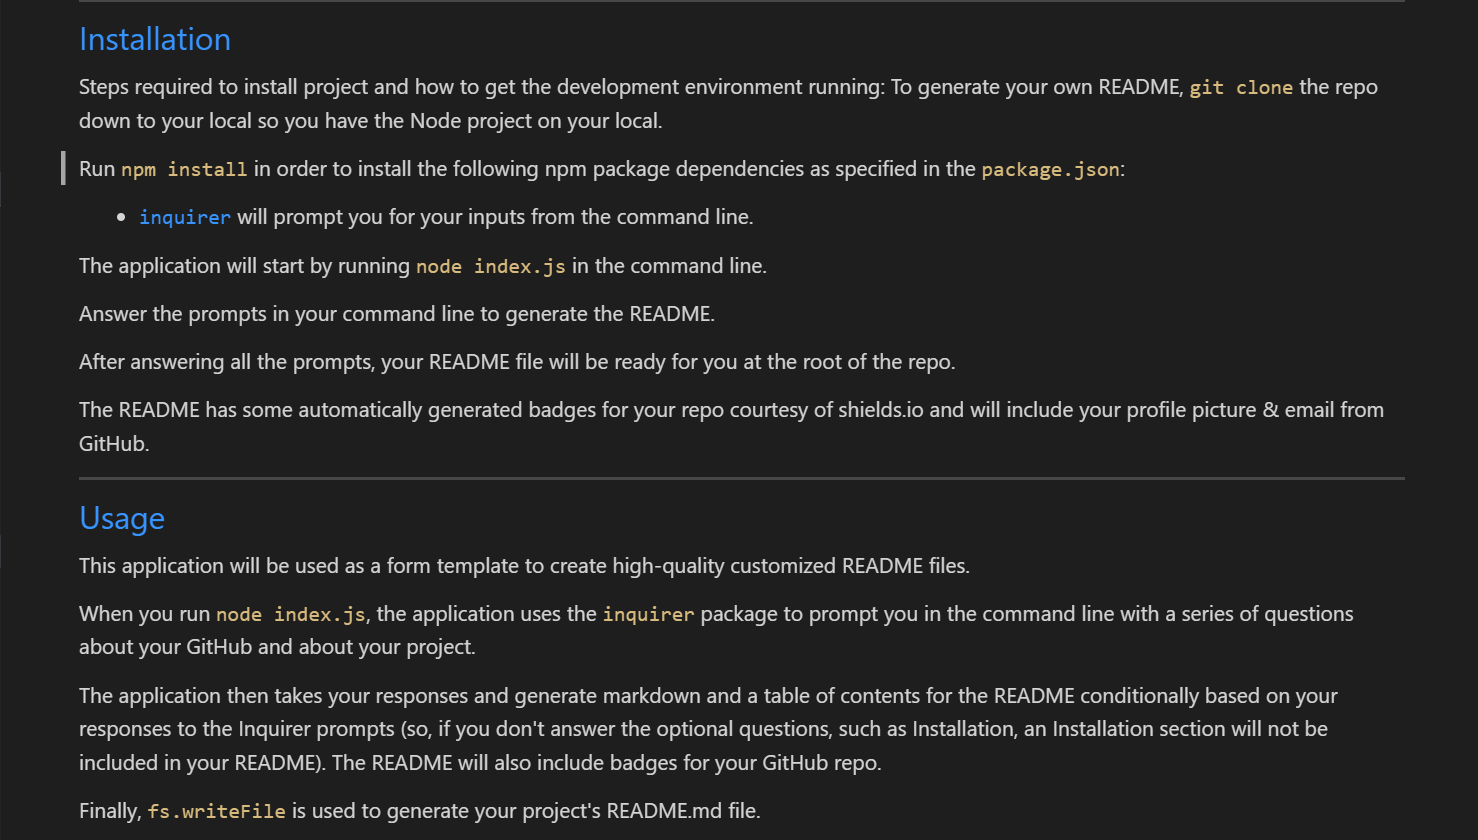 Installation
Steps required to install project and how to get the development environment running: To generate your own README, git clone the repo
down to your local so you have the Node project on your local.
Run npm install in order to install the following npm package dependencies as specified in the package.json:
• inquirer will prompt you for your inputs from the command line.
The application will start by running node index.js in the command line.
Answer the prompts in your command line to generate the README.
After answering all the prompts, your README file will be ready for you at the root of the repo.
The README has some automatically generated badges for your repo courtesy of shields.io and will include your profile picture & email from
GitHub.
Usage
This application will be used as a form template to create high-quality customized README files.
When you run node index.js, the application uses the inquirer package to prompt you in the command line with a series of questions
about your GitHub and about your project.
The application then takes your responses and generate markdown and a table of contents for the README conditionally based on your
responses to the Inquirer prompts (so, if you don't answer the optional questions, such as Installation, an Installation section will not be
included in your README). The README will also include badges for your GitHub repo.
Finally, fs.writeFile is used to generate your project's README.md file.